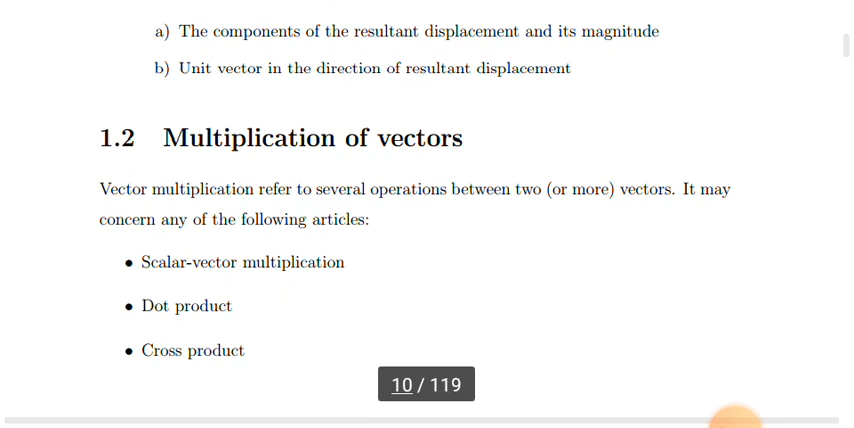 a) The components of the resultant displacement and its magnitude
b) Unit vector in the direction of resultant displacement
1.2 Multiplication of vectors
Vector multiplication refer to several operations between two (or more) vectors. It may
concern any of the following articles:
• Scalar-vector multiplication
• Dot product
• Cross product
10 / 119